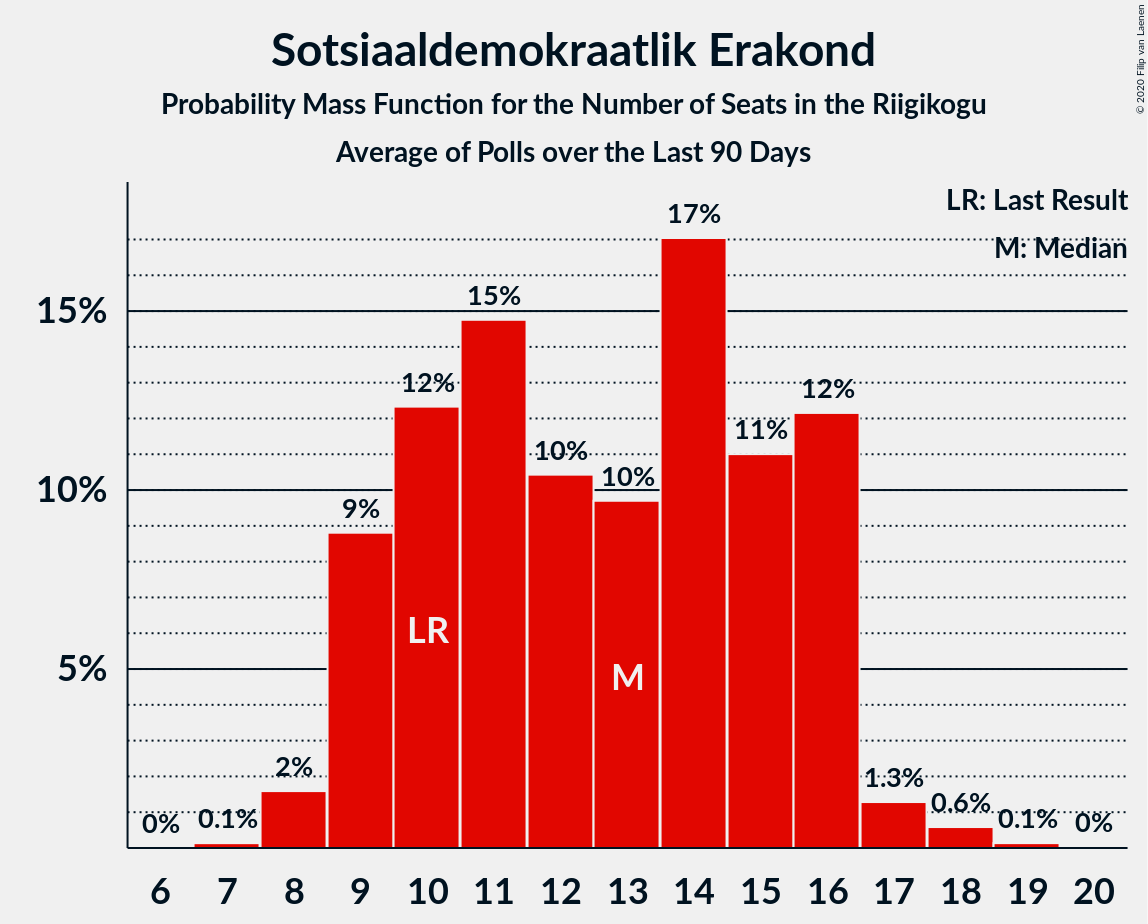 Sotsiaaldemokraatlik Erakond
Probability Mass Function for the Number of Seats in the Riigikogu
Average of Polls over the Last 90 Days
© 2020 Filip van Laenen
LR: Last Result
M: Median
15%
10%
5%
0%
0.1%
2%
9%
12%
15%
10%
10%
17%
11%
12%
1.3%
0.6%
0.1%
0%
LR
M
6 7 8 9 10 11 12 13 14 15 16 17 18 19 20